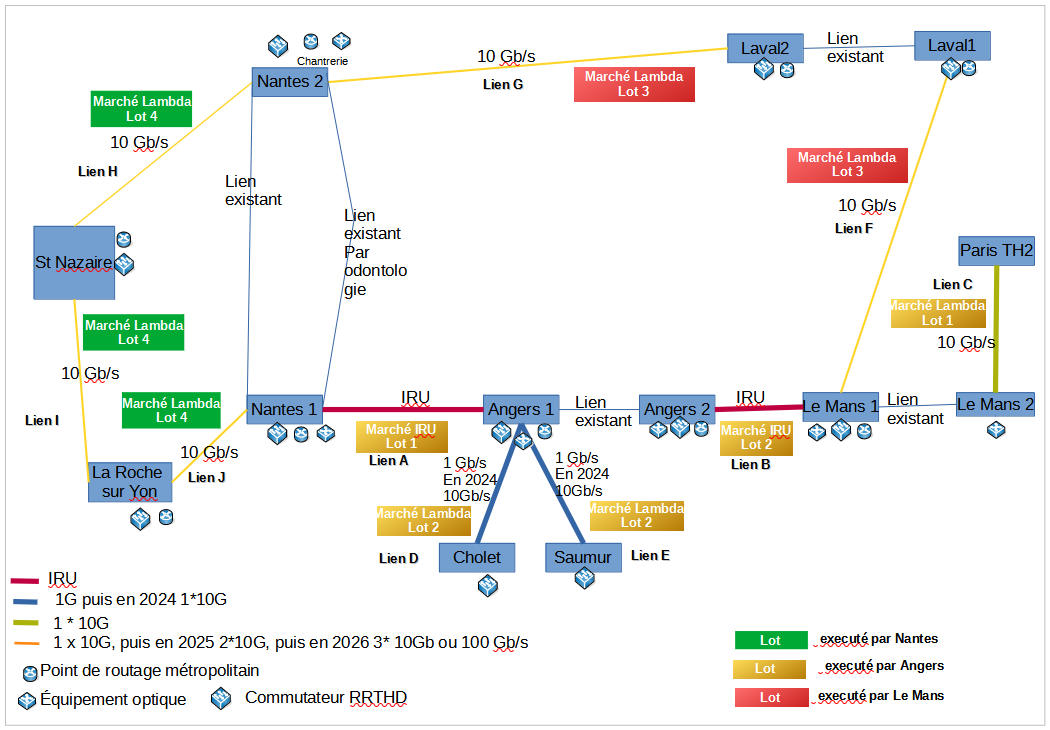 Chantrerie
Nantes 2
10 Gb/s
Lien G
Marché Lambda
Lot 3
Laval2
Lien
existant
Laval1
Marché Lambda
Lot 4
10 Gb/s
Lien H
Lien
existant
Lien
existant
Par
odontolo
gie
Marché Lambda
Lot 3
10 Gb/s
Lien F
St Nazaire
Paris TH2
Lien C
Marché Lambda
Lot 1
10 Gb/s
Marché Lambda
Lot 4
10 Gb/s
Marché Lambda
Lot 4
Lien I
10 Gb/s
Lien J
La Roche
sur Yon
Nantes 1
IRU
Marché IRU
Lot 1
Lien A
Angers 1
Lien
existant
Angers 2
IRU
Marché IRU
Lot 2
Lien B
Le Mans 1
Lien
existant
Le Mans 2
1 Gb/s
En 2024
10Gb/s
1 Gb/s
En 2024
10Gb/s
Marché Lambda
Lot 2
Marché Lambda
Lot 2
Lien D
Cholet
Saumur
Lien E
IRU
1G puis en 2024 1*10G
1 * 10G
1 x 10G, puis en 2025 2*10G, puis en 2026 3* 10Gb ou 100 Gb/s
Point de routage métropolitain
Équipement optique
Commutateur RRTHD
Lot executé par Nantes
Lot executé par Angers
Lot executé par Le Mans